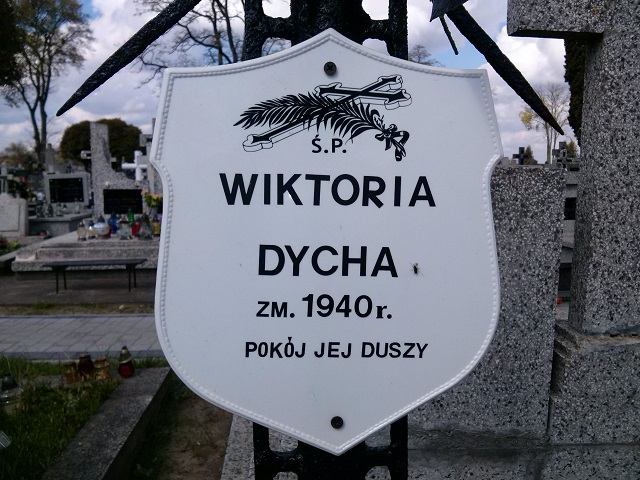 Ś.P.
WIKTORIA
DYCHA
ZM. 1940 r.
POKÓJ JEJ DUSZY